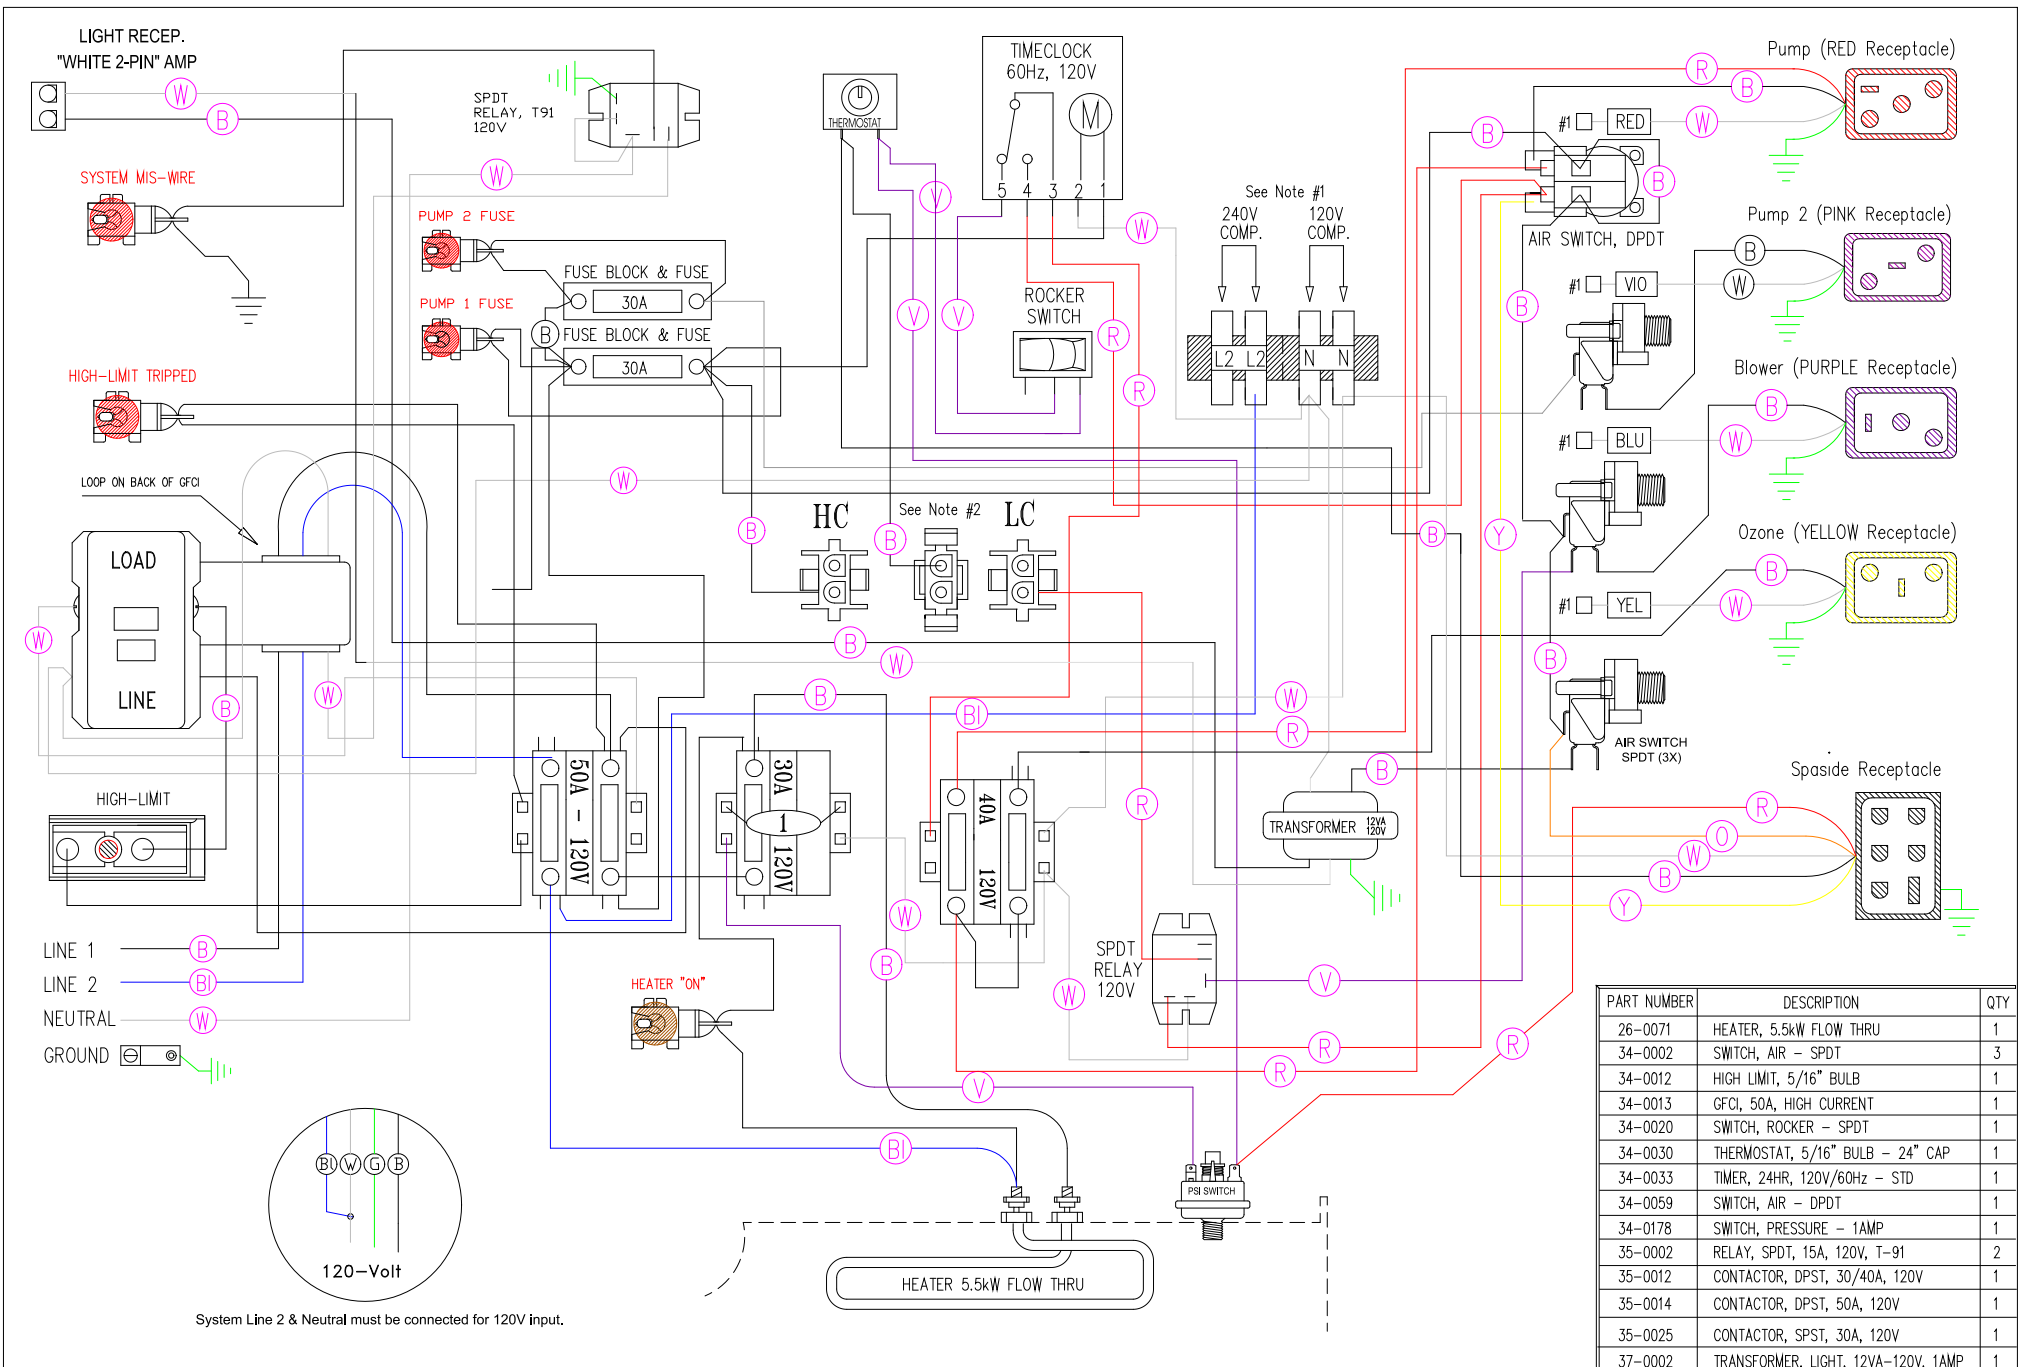 LIGHT RECEP.
"WHITE 2-PIN" AMP
W
B
SPDT
RELAY, T91
120V
W
SYSTEM MIS-WIRE
PUMP 2 FUSE
FUSE BLOCK & FUSE
30A
PUMP 1 FUSE
B
FUSE BLOCK & FUSE
30A
HIGH-LIMIT TRIPPED
LOOP ON BACK OF GFCI
THERMOSTAT
TIMECLOCK
60Hz, 120V
M
5 4 3 2 1
V
W
V
V
R
R
ROCKER
SWITCH
See Note #1
240V
COMP.
120V
COMP.
L2 L2 N N
Pump (RED Receptacle)
R
B
#1 RED W
B
B
AIR SWITCH, DPDT
Pump 2 (PINK Receptacle)
B
#1 VIO W
B
Blower (PURPLE Receptacle)
B
#1 BLU W
Ozone (YELLOW Receptacle)
B
#1 YEL W
Y
B
B
W
B
HC
See Note #2
B
LC
LOAD
LINE
W
B
W
B
W
B
BI
W
R
HIGH-LIMIT
50A - 120V
30A 120V
1
40A 120V
R
W
B
TRANSFORMER 12VA
120V
AIR SWITCH
SPDT (3X)
Spaside Receptacle
R
O
W
B
Y
LINE 1 B
LINE 2 BI
NEUTRAL W
GROUND
HEATER "ON"
B
W
SPDT
RELAY
120V
V
R
R
R
V
BI
PSI SWITCH
HEATER 5.5kW FLOW THRU
BI W G B
120-Volt
System Line 2 & Neutral must be connected for 120V input.
PART NUMBER DESCRIPTION QTY
26-0071 HEATER, 5.5kW FLOW THRU 1
34-0002 SWITCH, AIR - SPDT 3
34-0012 HIGH LIMIT, 5/16" BULB 1
34-0013 GFCI, 50A, HIGH CURRENT 1
34-0020 SWITCH, ROCKER - SPDT 1
34-0030 THERMOSTAT, 5/16" BULB - 24" CAP 1
34-0033 TIMER, 24HR, 120V/60Hz - STD 1
34-0059 SWITCH, AIR - DPDT 1
34-0178 SWITCH, PRESSURE - 1AMP 1
35-0002 RELAY, SPDT, 15A, 120V, T-91 2
35-0012 CONTACTOR, DPST, 30/40A, 120V 1
35-0014 CONTACTOR, DPST, 50A, 120V 1
35-0025 CONTACTOR, SPST, 30A, 120V 1
37-0002 TRANSFORMER, LIGHT, 12VA-120V, 1AMP 1